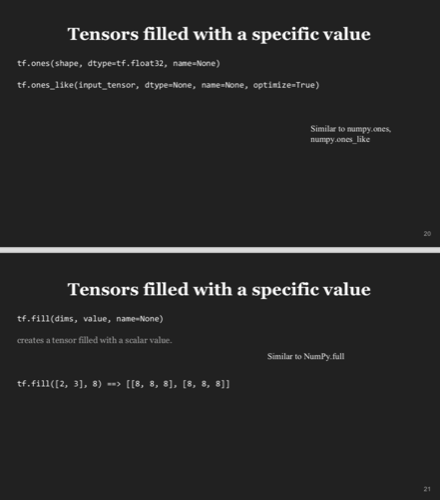 Tensors filled with a specific value
tf.ones(shape, dtype=tf.float32, name=None)
tf.ones_like(input_tensor, dtype=None, name=None, optimize=True)
Similar to numpy.ones,
numpy.ones_like
20
Tensors filled with a specific value
tf.fill(dims, value, name=None)
creates a tensor filled with a scalar value.
Similar to NumPy.full
tf.fill([2, 3], 8) ==> [[8, 8, 8], [8, 8, 8]]
21